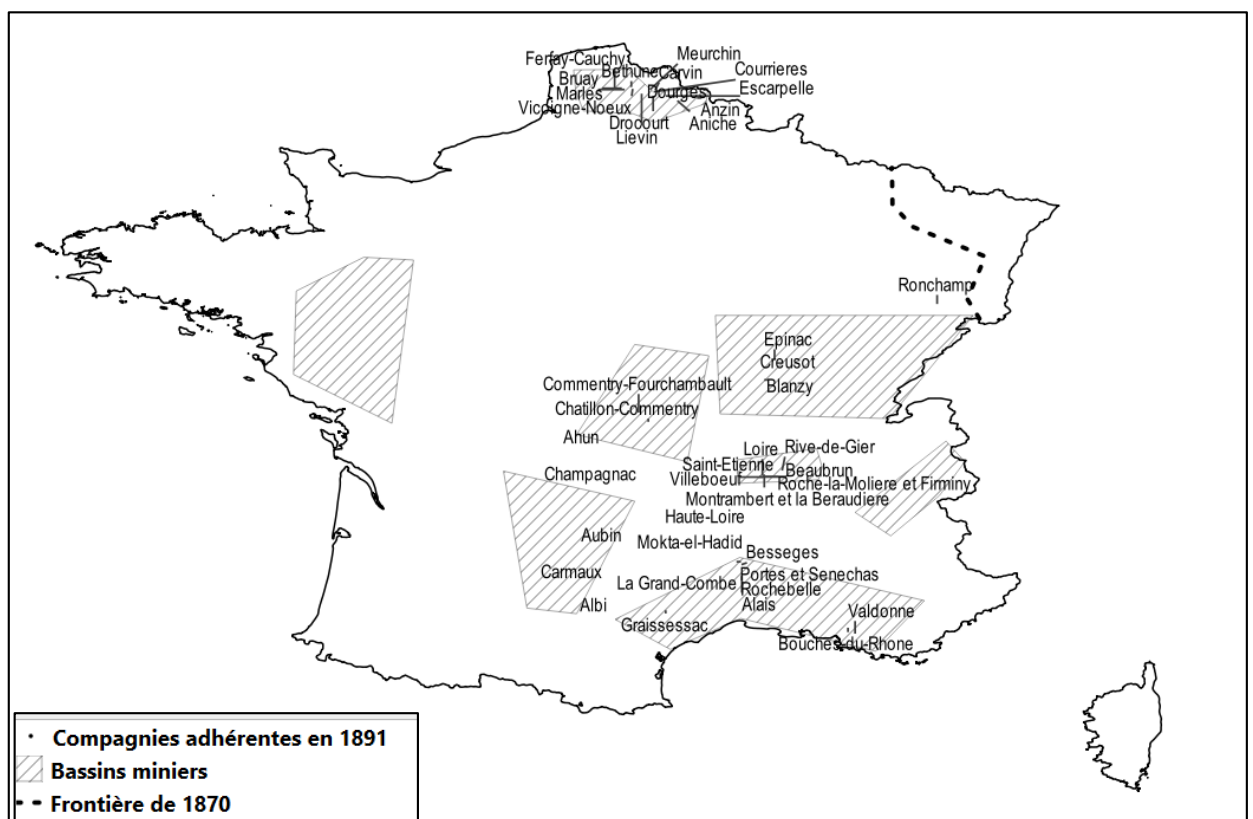 Ferfay-Cauchy
Meurchin
Bethune
Carvin
Courrieres
Bruay
Escarpelle
Marles
Dourges
Vicoigne-Noeux
Anzin
Drocourt
Aniche
Lievin
Ronchamp
Epinac
Creusot
Commentry-Fourchambault
Blanzy
Chatillon-Commentry
Ahun
Loire
Rive-de-Gier
Saint-Etienne
Beaubrun
Champagnac
Villeboeuf
Roche-la-Moliere et Firminy
Montrambert et la Beraudiere
Haute-Loire
Aubin
Mokta-el-Hadid
Besseges
Carmaux
Portes et Senechas
La Grand-Combe
Rochebelle
Albi
Alais
Valdonne
Graissessac
Bouches-du-Rhone
Compagnies adhérentes en 1891
Bassins miniers
Frontière de 1870